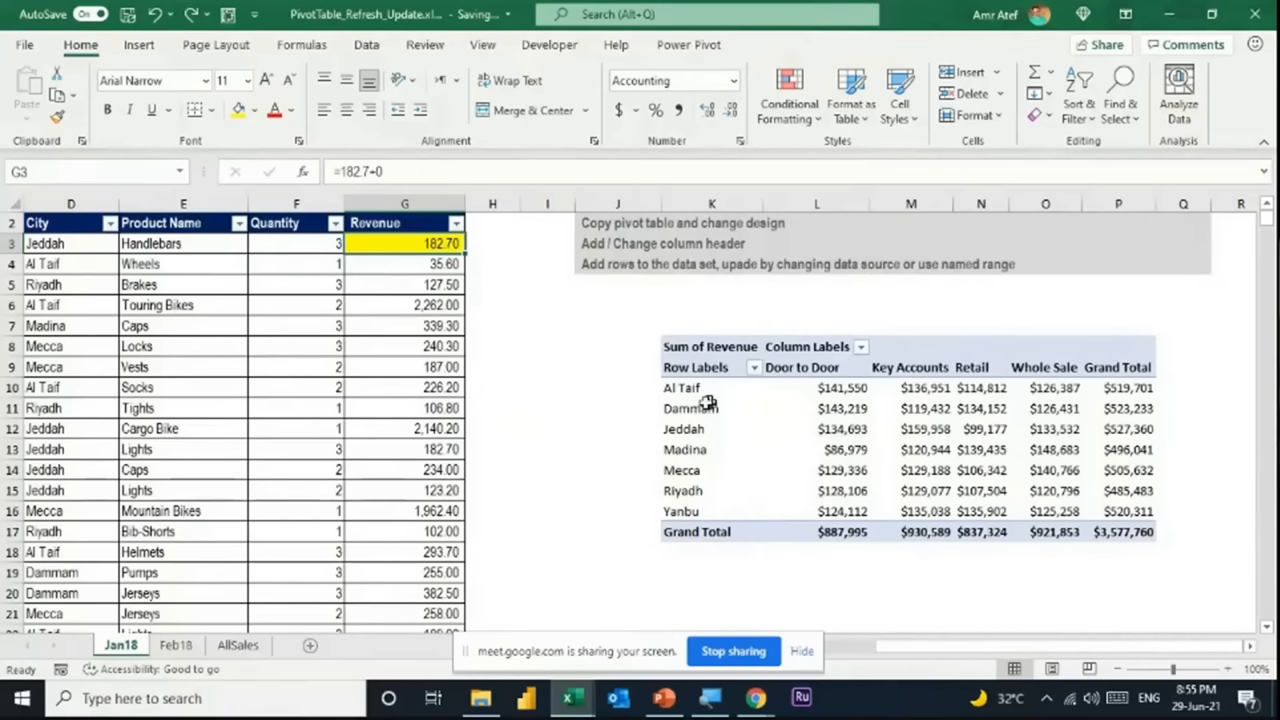 AutoSave On PivotTable_Refresh_Update.xl... - Saving... Search (Alt+Q) Amr Atef
File Home Insert Page Layout Formulas Data Review View Developer Help Power Pivot Share Comments
Arial Narrow 11 Wrap Text Accounting Insert
Paste B I U Merge & Center $ % Conditional Formatting Format as Table Cell Styles Delete Format Sort & Filter Find & Select Analyze Data
Clipboard Font Alignment Number Styles Cells Editing Analysis
G3 fx =182.7+0
D E F G H I J K L M N O P Q R
2 City Product Name Quantity Revenue Copy pivot table and change design
3 Jeddah Handlebars 3 182.70 Add / Change column header
4 Al Taif Wheels 1 35.60 Add rows to the data set, upade by changing data source or use named range
5 Riyadh Brakes 3 127.50
6 Al Taif Touring Bikes 2 2,262.00
7 Madina Caps 3 339.30
8 Mecca Locks 3 240.30 Sum of Revenue Column Labels
9 Mecca Vests 2 187.00 Row Labels Door to Door Key Accounts Retail Whole Sale Grand Total
10 Al Taif Socks 2 226.20 Al Taif $141,550 $136,951 $114,812 $126,387 $519,701
11 Riyadh Tights 1 106.80 Dammam $143,219 $119,432 $134,152 $126,431 $523,233
12 Jeddah Cargo Bike 1 2,140.20 Jeddah $134,693 $159,958 $99,177 $133,532 $527,360
13 Jeddah Lights 3 182.70 Madina $86,979 $120,944 $139,435 $148,683 $496,041
14 Jeddah Caps 2 234.00 Mecca $129,336 $129,188 $106,342 $140,766 $505,632
15 Jeddah Lights 2 123.20 Riyadh $128,106 $129,077 $107,504 $120,796 $485,483
16 Mecca Mountain Bikes 1 1,962.40 Yanbu $124,112 $135,038 $135,902 $125,258 $520,311
17 Riyadh Bib-Shorts 1 102.00 Grand Total $887,995 $930,589 $837,324 $921,853 $3,577,760
18 Al Taif Helmets 3 293.70
19 Dammam Pumps 3 255.00
20 Dammam Jerseys 3 382.50
21 Mecca Jerseys 2 258.00
Jan18 Feb18 AllSales
meet.google.com is sharing your screen. Stop sharing Hide
Ready Accessibility: Good to go 100%
Type here to search Ru 32°C ENG 8:55 PM
29-Jun-21 7